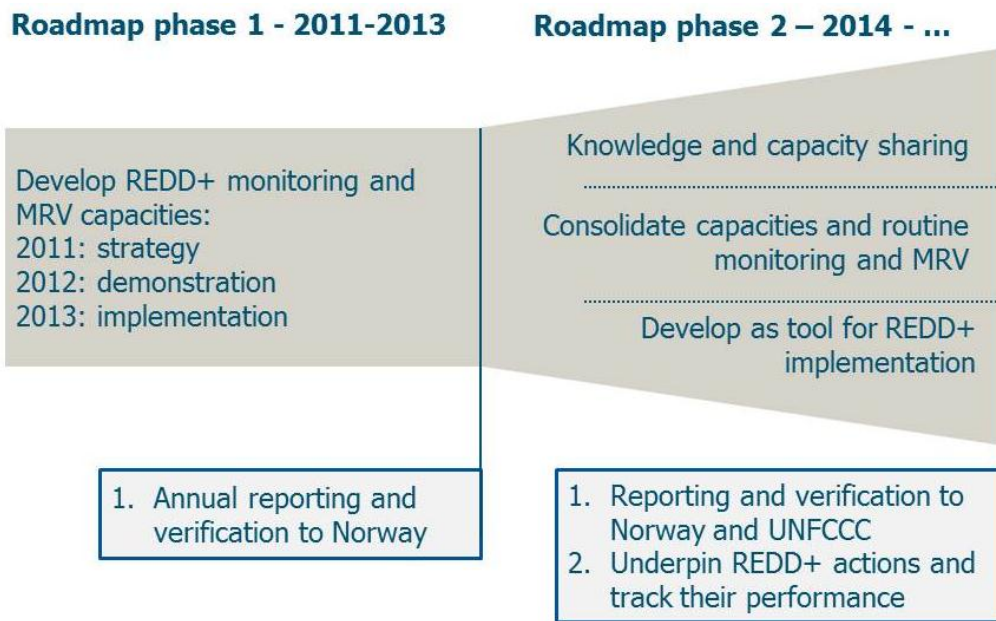 Roadmap phase 1 - 2011-2013
Roadmap phase 2 – 2014 - ...
Develop REDD+ monitoring and
MRV capacities:
2011: strategy
2012: demonstration
2013: implementation
Knowledge and capacity sharing
Consolidate capacities and routine
monitoring and MRV
Develop as tool for REDD+
implementation
1. Annual reporting and
verification to Norway
1. Reporting and verification to
Norway and UNFCCC
2. Underpin REDD+ actions and
track their performance